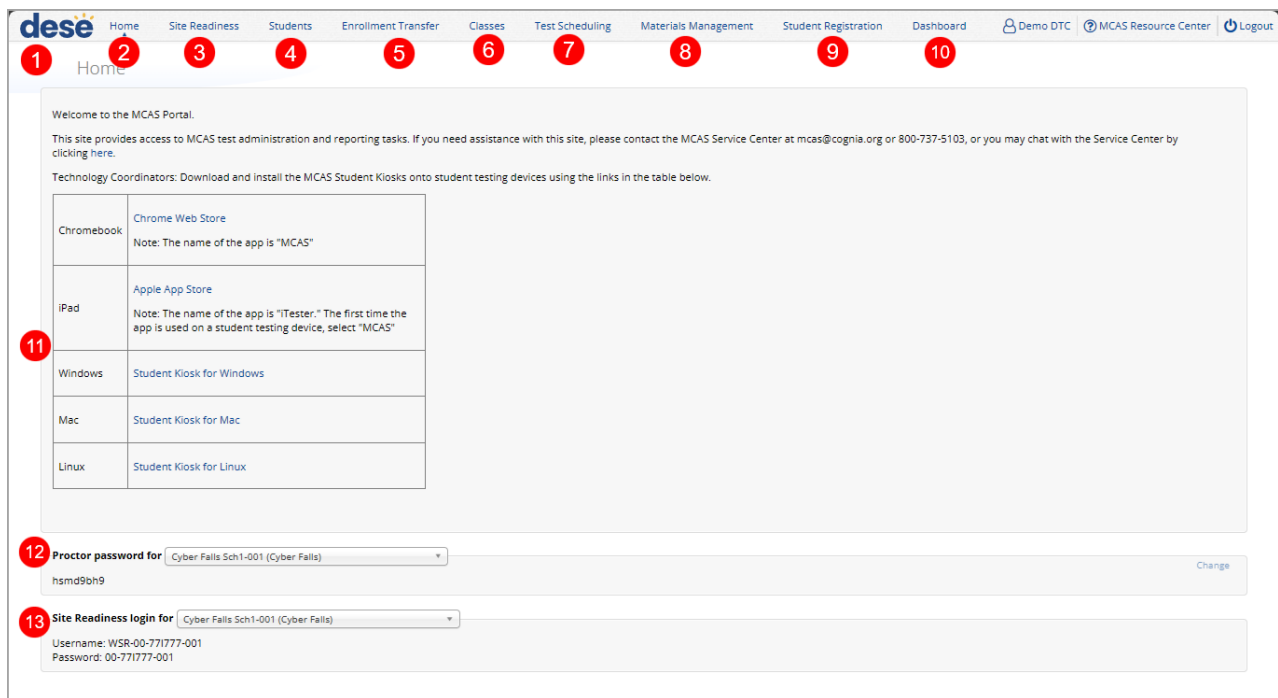 dese Home Site Readiness Students Enrollment Transfer Classes Test Scheduling Materials Management Student Registration Dashboard Demo DTC MCAS Resource Center Logout
1 2 3 4 5 6 7 8 9 10
Home
Welcome to the MCAS Portal.
This site provides access to MCAS test administration and reporting tasks. If you need assistance with this site, please contact the MCAS Service Center at mcas@cognia.org or 800-737-5103, or you may chat with the Service Center by
clicking here.
Technology Coordinators: Download and install the MCAS Student Kiosks onto student testing devices using the links in the table below.
Chromebook
Chrome Web Store
Note: The name of the app is "MCAS"
iPad
Apple App Store
Note: The name of the app is "iTester." The first time the
app is used on a student testing device, select "MCAS"
11
Windows Student Kiosk for Windows
Mac Student Kiosk for Mac
Linux Student Kiosk for Linux
12 Proctor password for Cyber Falls Sch1-001 (Cyber Falls)
Change
hsmd9bh9
13 Site Readiness login for Cyber Falls Sch1-001 (Cyber Falls)
Username: WSR-00-77I777-001
Password: 00-77I777-001